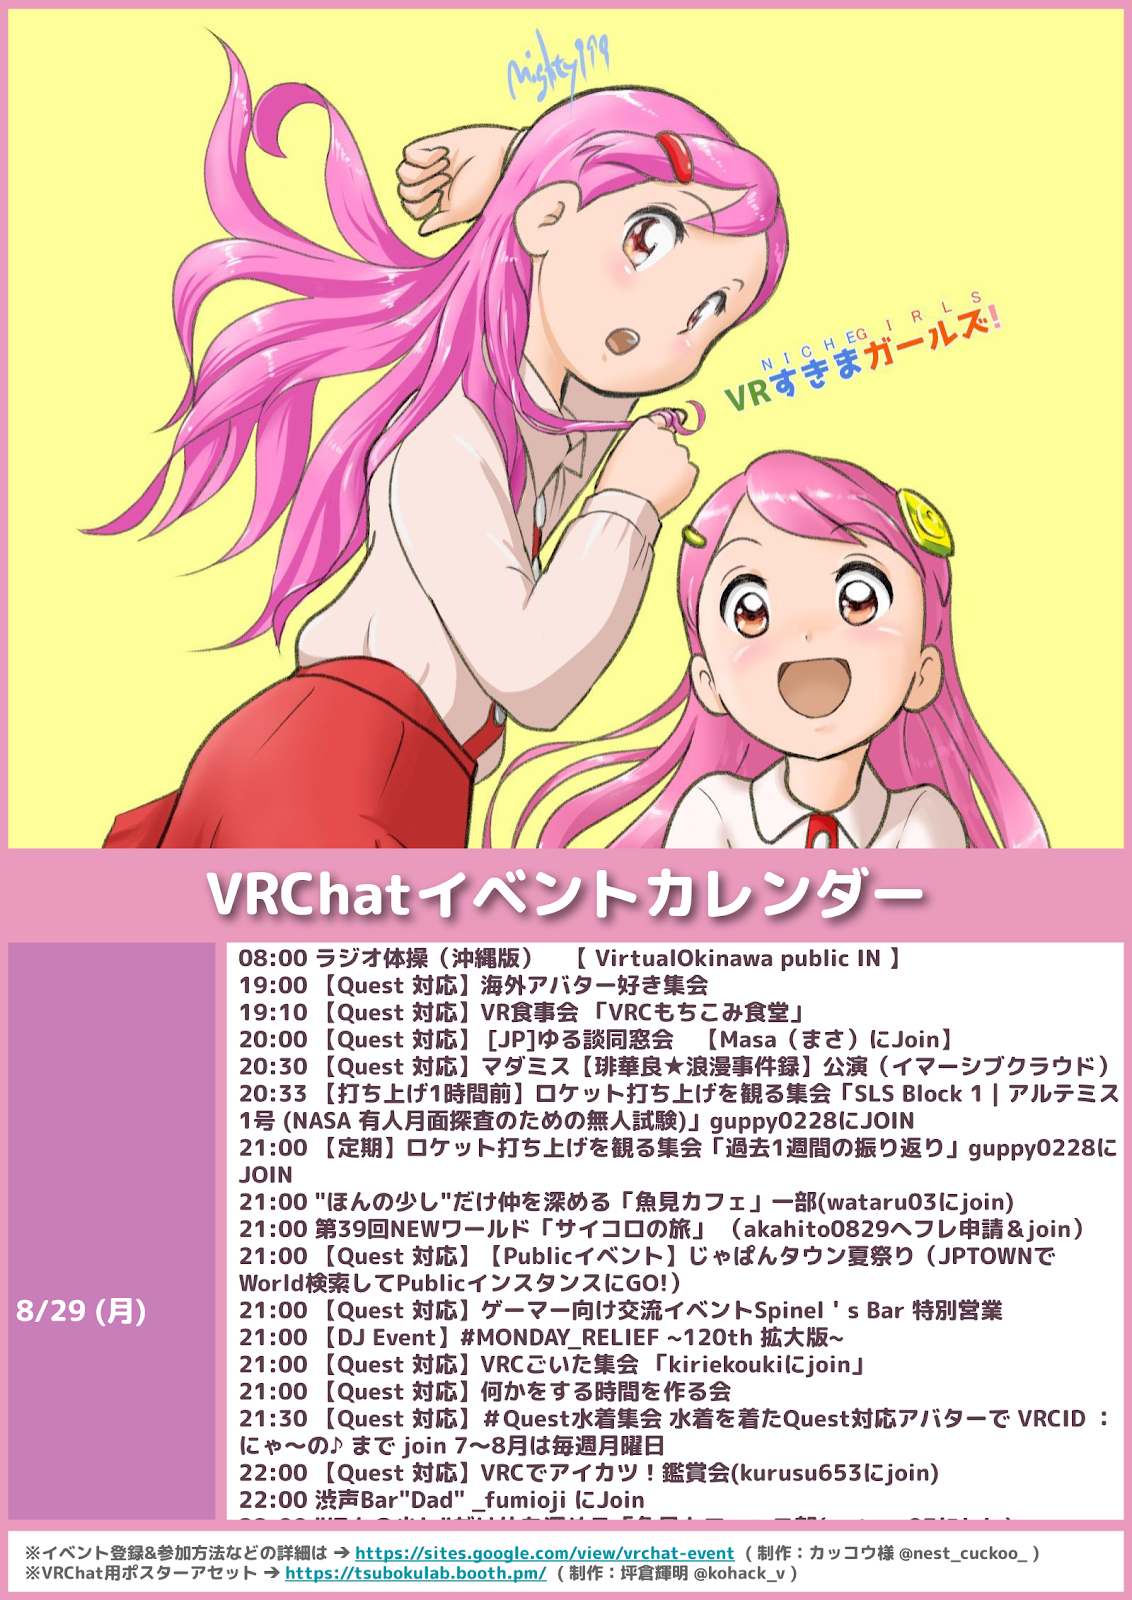 mighty199
NICHE GIRLS
VRすきまガールズ!
VRChatイベントカレンダー
8/29 (月)
08:00 ラジオ体操（沖縄版） 【 VirtualOkinawa public IN 】
19:00 【Quest 対応】海外アバター好き集会
19:10 【Quest 対応】VR食事会 「VRCもちこみ食堂」
20:00 【Quest 対応】 [JP]ゆる談同窓会 【Masa（まさ）にJoin】
20:30 【Quest 対応】マダミス【琲華良★浪漫事件録】公演（イマーシブクラウド）
20:33 【打ち上げ1時間前】ロケット打ち上げを観る集会「SLS Block 1 | アルテミス
1号 (NASA 有人月面探査のための無人試験)」guppy0228にJOIN
21:00 【定期】ロケット打ち上げを観る集会「過去1週間の振り返り」guppy0228に
JOIN
21:00 "ほんの少し"だけ仲を深める「魚見カフェ」一部(wataru03にjoin)
21:00 第39回NEWワールド「サイコロの旅」 （akahito0829へフレ申請＆join）
21:00 【Quest 対応】【Publicイベント】じゃぱんタウン夏祭り（JPTOWNで
World検索してPublicインスタンスにGO!）
21:00 【Quest 対応】ゲーマー向け交流イベントSpinel ' s Bar 特別営業
21:00 【DJ Event】#MONDAY_RELIEF ~120th 拡大版~
21:00 【Quest 対応】VRCごいた集会 「kiriekoukiにjoin」
21:00 【Quest 対応】何かをする時間を作る会
21:30 【Quest 対応】＃Quest水着集会 水着を着たQuest対応アバターで VRCID ：
にゃ～の♪ まで join 7～8月は毎週月曜日
22:00 【Quest 対応】VRCでアイカツ！鑑賞会(kurusu653にjoin)
22:00 渋声Bar"Dad" _fumioji にJoin
※イベント登録&参加方法などの詳細は → https://sites.google.com/view/vrchat-event ( 制作：カッコウ様 @nest_cuckoo_ )
※VRChat用ポスターアセット → https://tsubokulab.booth.pm/ ( 制作：坪倉輝明 @kohack_v )